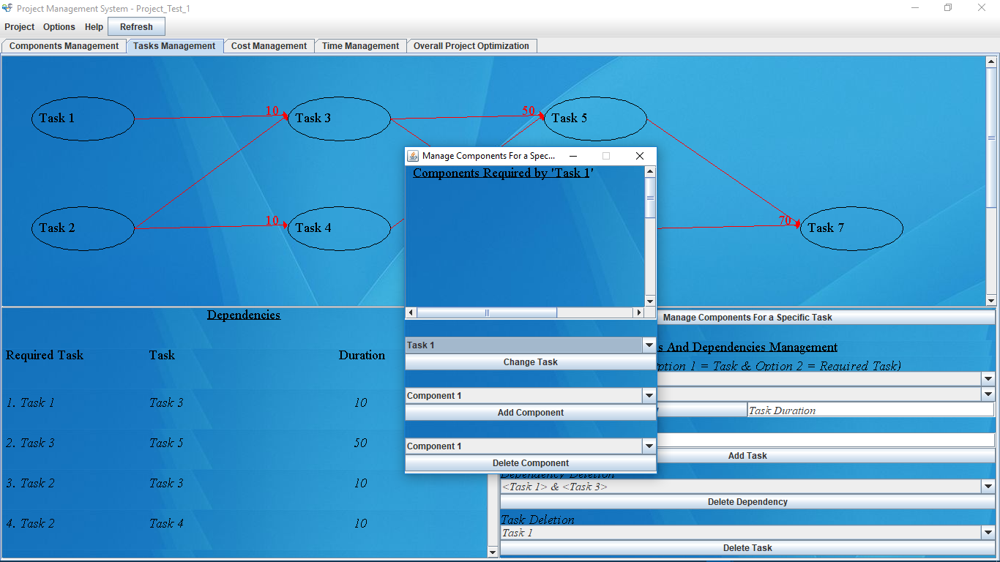 Project Management System - Project_Test_1
Project Options Help Refresh
Components Management Tasks Management Cost Management Time Management Overall Project Optimization
10 50
Task 1 Task 3 Task 5
Manage Components For a Spec...
Components Required by 'Task 1'
10 70
Task 2 Task 4 Task 7
Task 1
Change Task
Component 1
Add Component
Component 1
Delete Component
Dependencies
Required Task Task Duration
1. Task 1 Task 3 10
2. Task 3 Task 5 50
3. Task 2 Task 3 10
4. Task 2 Task 4 10
Manage Components For a Specific Task
s And Dependencies Management
ption 1 = Task & Option 2 = Required Task)
Task Duration
Add Task
Dependency Deletion
<Task 1> & <Task 3>
Delete Dependency
Task Deletion
Task 1
Delete Task